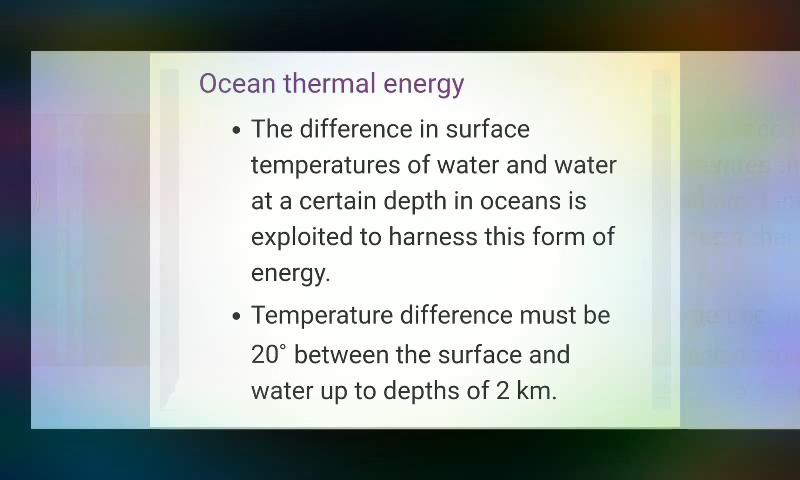 Ocean thermal energy
• The difference in surface
temperatures of water and water
at a certain depth in oceans is
exploited to harness this form of
energy.
• Temperature difference must be
20° between the surface and
water up to depths of 2 km.